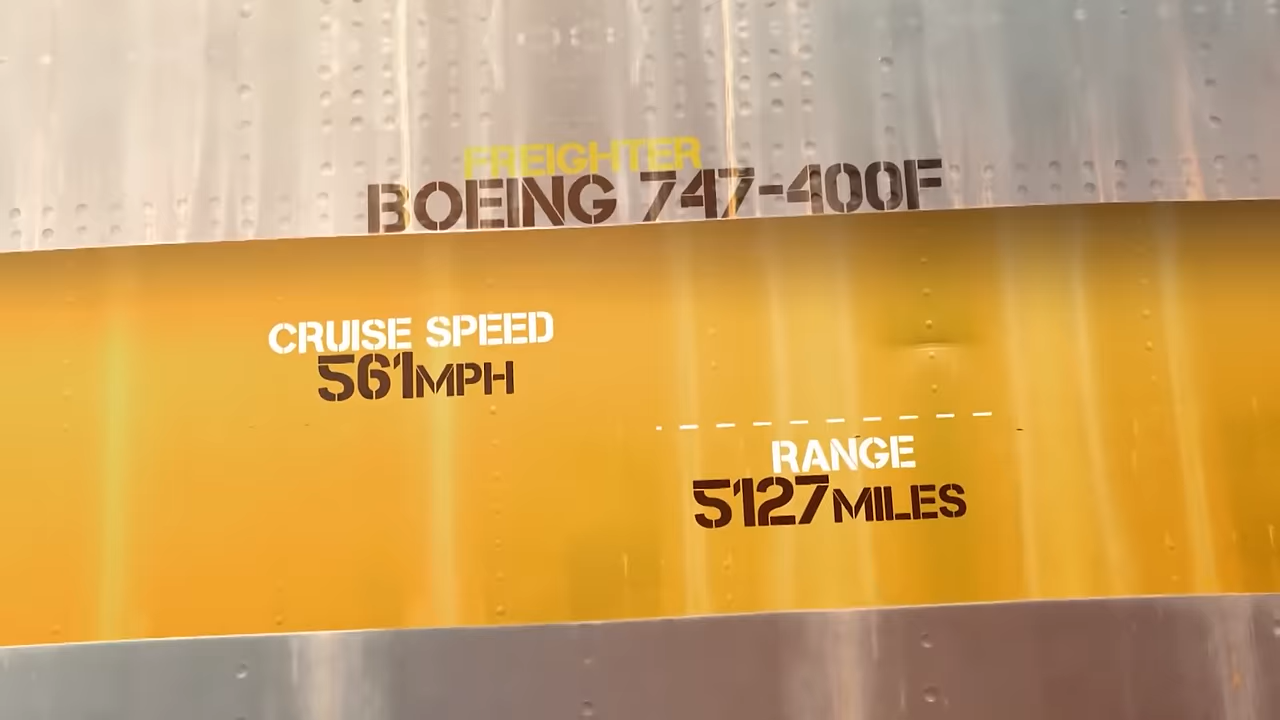 FREIGHTER
BOEING 747-400F
CRUISE SPEED
561MPH
RANGE
5127MILES